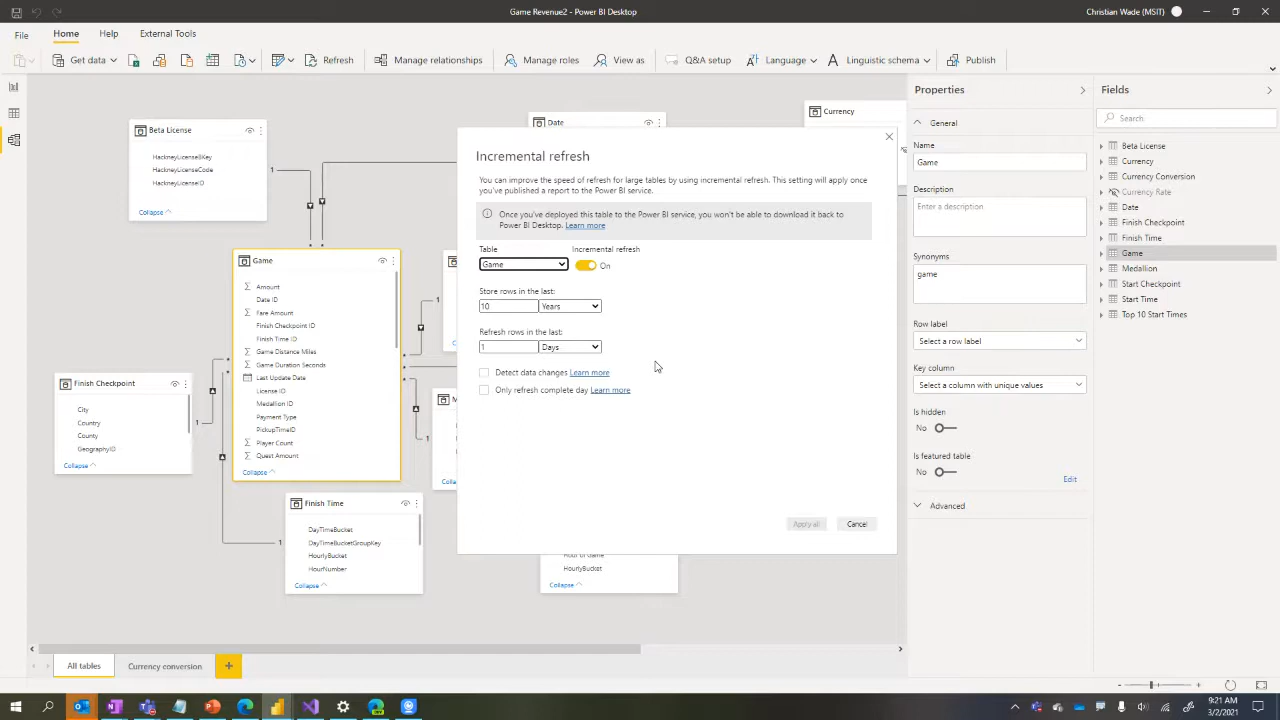 Game Revenue2 - Power BI Desktop
Christian Wade (MSIT)
File
Home
Help
External Tools
Get data
Refresh
Manage relationships
Manage roles
View as
Q&A setup
Language
Linguistic schema
Publish
Beta License
HackneyLicenseBKey
HackneyLicenseCode
HackneyLicenseID
Collapse
1
Date
Currency
Game
Amount
Date ID
Fare Amount
Finish Checkpoint ID
Finish Time ID
Game Distance Miles
Game Duration Seconds
Last Update Date
License ID
Medallion ID
Payment Type
PickupTimeID
Player Count
Quest Amount
Collapse
1
1
Finish Checkpoint
City
Country
County
GeographyID
Collapse
1
Finish Time
DayTimeBucket
DayTimeBucketGroupKey
HourlyBucket
HourNumber
Collapse
1
HourlyBucket
Collapse
Incremental refresh
You can improve the speed of refresh for large tables by using incremental refresh. This setting will apply once
you've published a report to the Power BI service.
Once you've deployed this table to the Power BI service, you won't be able to download it back to
Power BI Desktop. Learn more
Table
Incremental refresh
Game
On
Store rows in the last:
10
Years
Refresh rows in the last:
1
Days
Detect data changes Learn more
Only refresh complete day Learn more
Apply all
Cancel
Properties
General
Name
Game
Description
Enter a description
Synonyms
game
Row label
Select a row label
Key column
Select a column with unique values
Is hidden
No
Is featured table
No
Edit
Advanced
Fields
Search
Beta License
Currency
Currency Conversion
Currency Rate
Date
Finish Checkpoint
Finish Time
Game
Medallion
Start Checkpoint
Start Time
Top 10 Start Times
All tables
Currency conversion
9:21 AM
3/2/2021